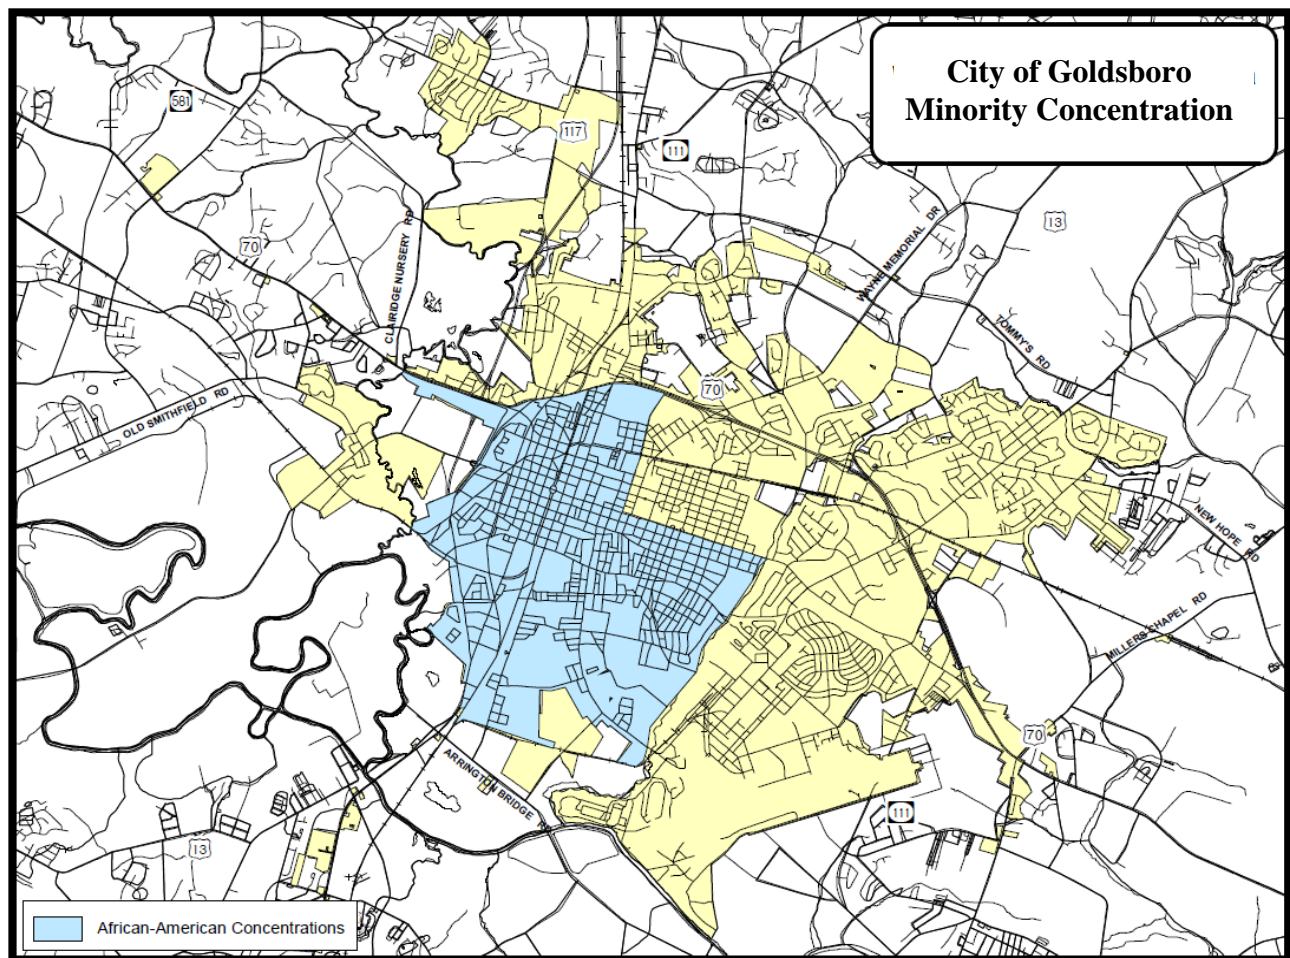 City of Goldsboro
Minority Concentration
581
117
111
13
70
CLARIDGE NURSERY RD
WAYNE MEMORIAL DR
TOMMY'S RD
70
OLD SMITHFIELD RD
NEW HOPE RD
MILLERS CHAPEL RD
70
ARRINGTON BRIDGE R
111
13
African-American Concentrations